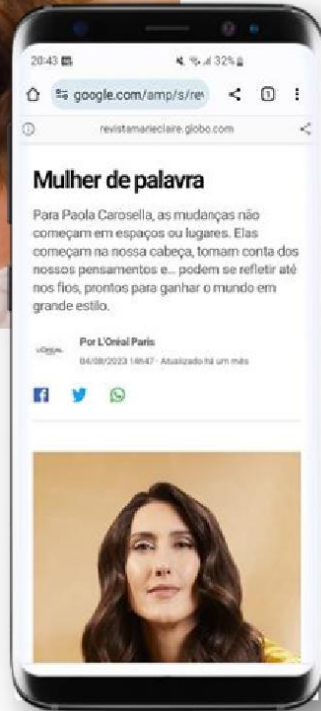 20:43
32%
google.com/amp/s/rev
revistamarieclaire.globo.com
Mulher de palavra
Para Paola Carosella, as mudanças não
começam em espaços ou lugares. Elas
começam na nossa cabeça, tomam conta dos
nossos pensamentos e... podem se refletir até
nos fios, prontos para ganhar o mundo em
grande estilo.
Por L'Oréal Paris
L'ORÉAL
04/08/2023 14h47 · Atualizado há um mês